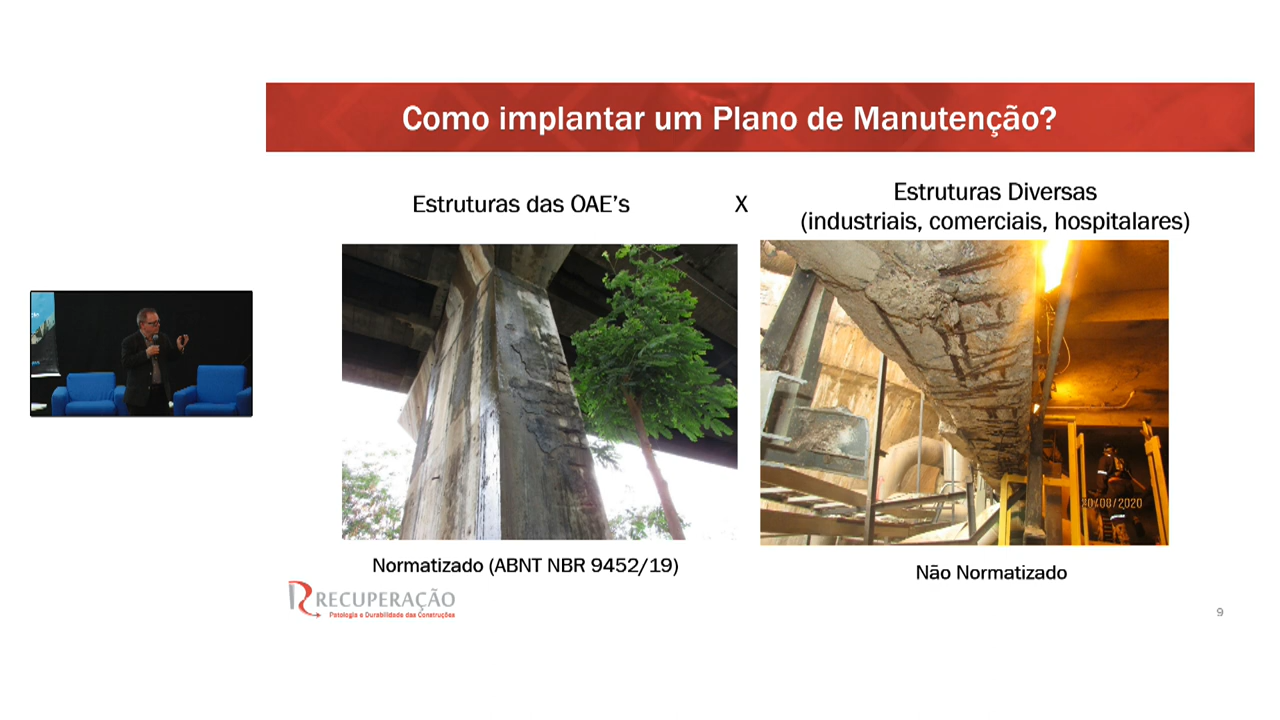 Como implantar um Plano de Manutenção?
Estruturas das OAE's
X
Estruturas Diversas
(industriais, comerciais, hospitalares)
30/08/2020
Normatizado (ABNT NBR 9452/19)
Não Normatizado
RECUPERAÇÃO
Patologia e Durabilidade das Construções
9